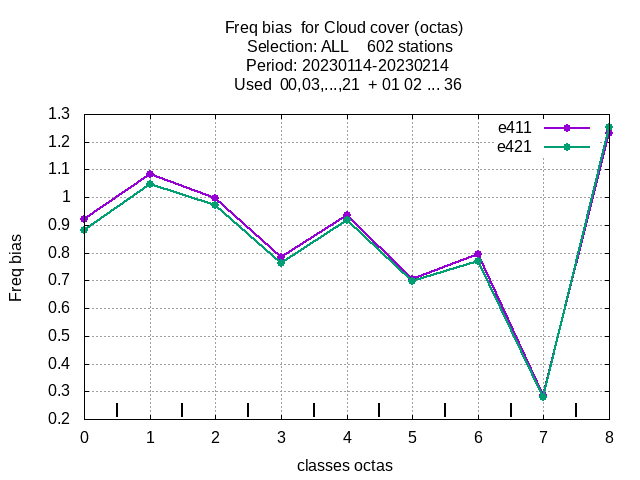 Freq bias  for Cloud cover (octas)
Selection: ALL    602 stations
Period: 20230114-20230214
Used  00,03,...,21  + 01 02 ... 36
1.3
1.2
1.1
1
0.9
0.8
0.7
0.6
0.5
0.4
0.3
0.2
Freq bias
e411
e421
0 1 2 3 4 5 6 7 8
classes octas